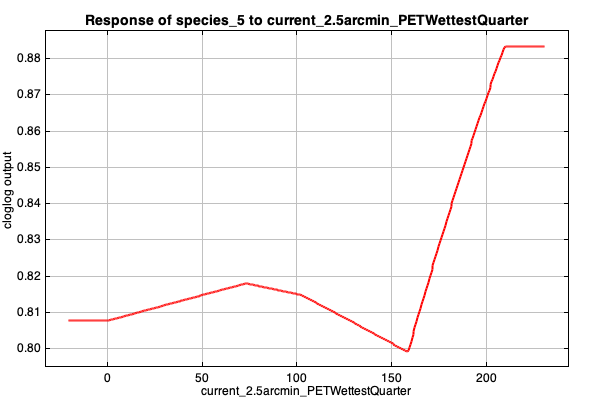 Response of species_5 to current_2.5arcmin_PETWettestQuarter
0.88
0.87
0.86
0.85
0.84
0.83
0.82
0.81
0.80
cloglog output
0 50 100 150 200
current_2.5arcmin_PETWettestQuarter